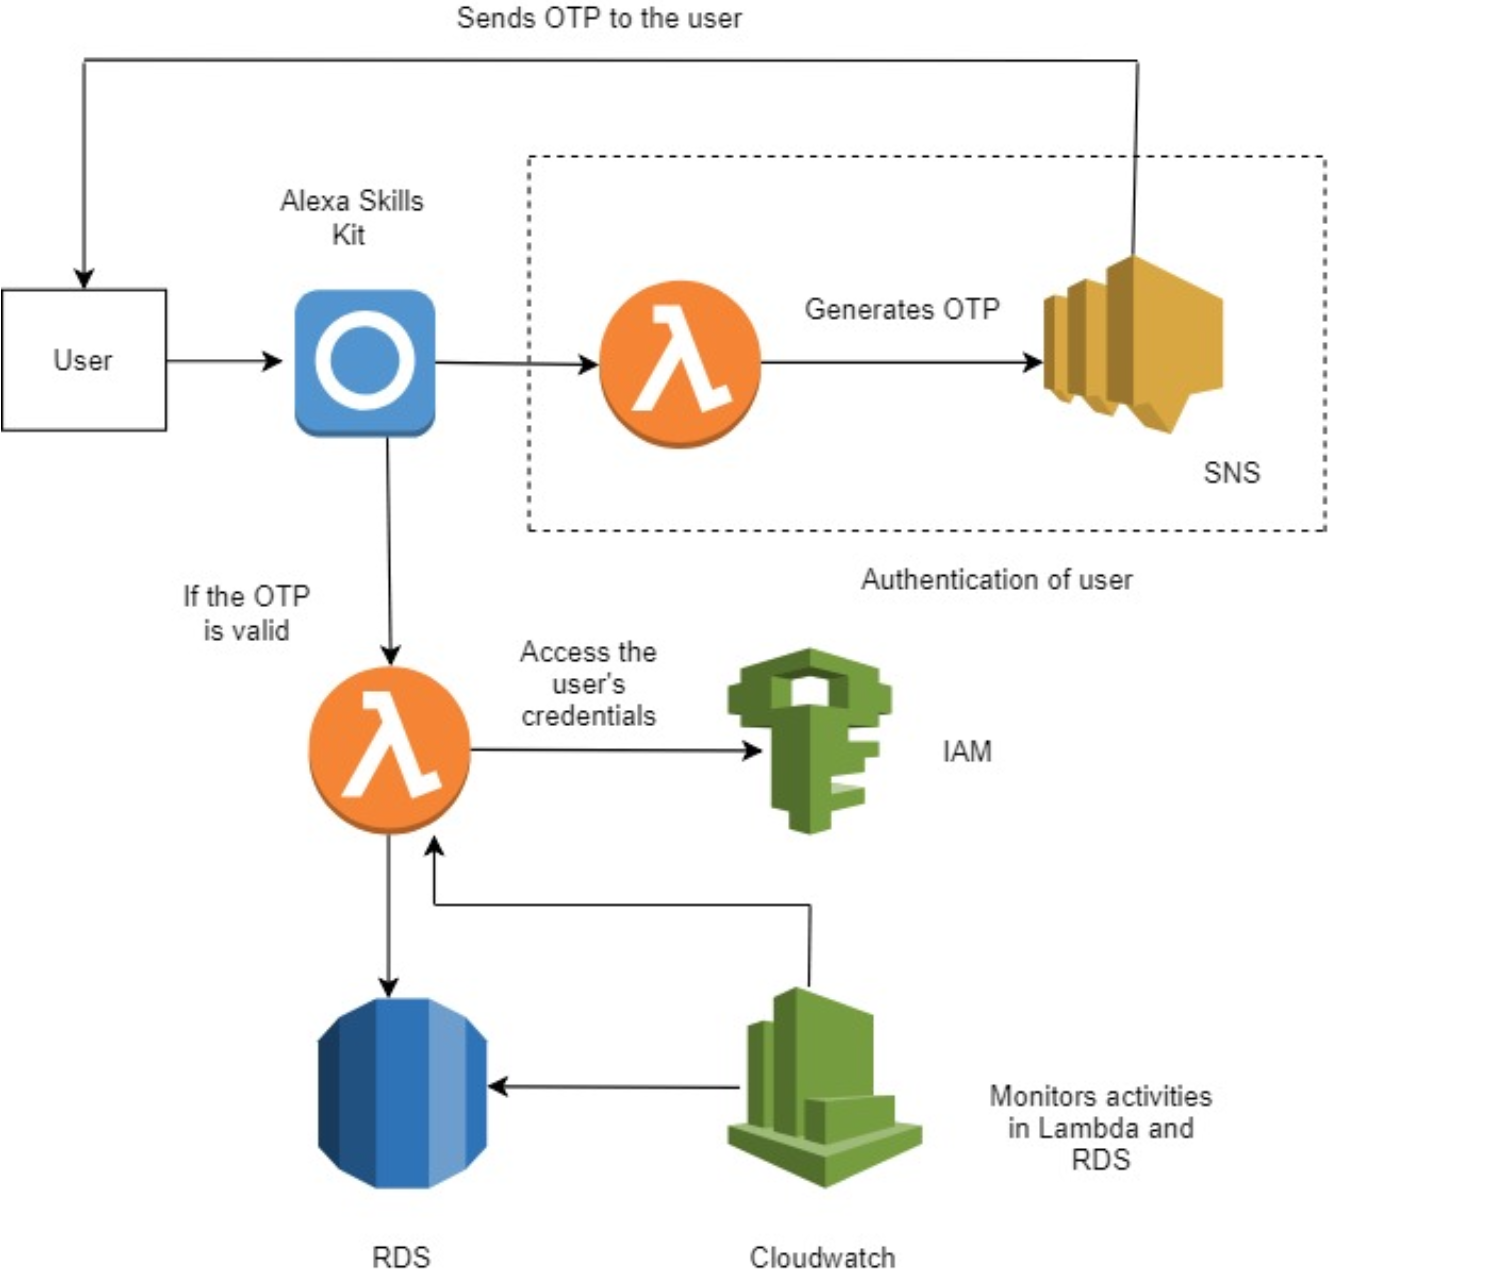 Sends OTP to the user
Alexa Skills
Kit
User
Generates OTP
SNS
Authentication of user
If the OTP
is valid
Access the
user's
credentials
IAM
Monitors activities
in Lambda and
RDS
RDS
Cloudwatch